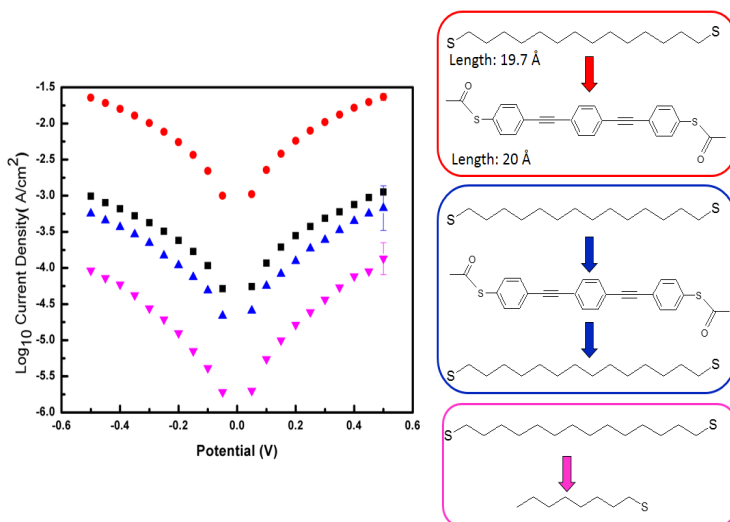 -1.5
-2.0
-2.5
-3.0
-3.5
-4.0
-4.5
-5.0
-5.5
-6.0
-0.6 -0.4 -0.2 0.0 0.2 0.4 0.6
Log10 Current Density( A/cm2)
Potential (V)
S S
Length: 19.7 Å
O
S S
O
Length: 20 Å
S S
O
S S
O
S S
S S
S